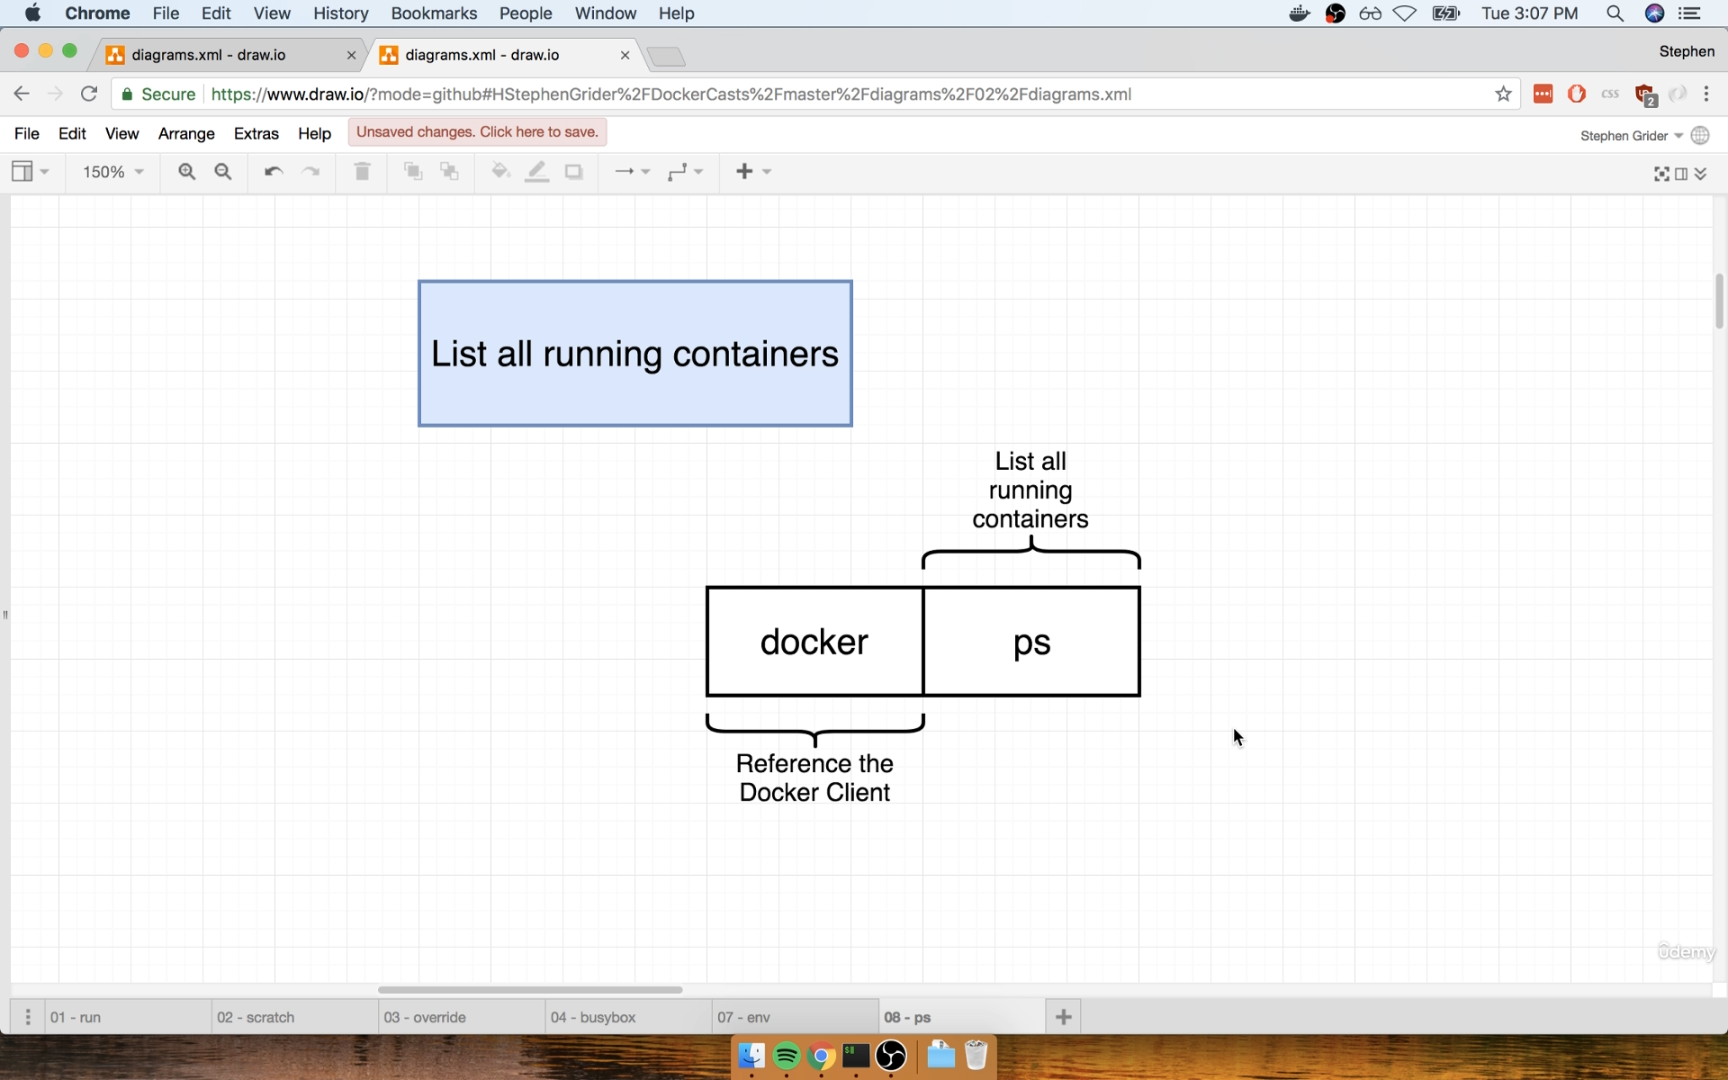 Chrome File Edit View History Bookmarks People Window Help Tue 3:07 PM
diagrams.xml - draw.io diagrams.xml - draw.io Stephen
Secure https://www.draw.io/?mode=github#HStephenGrider%2FDockerCasts%2Fmaster%2Fdiagrams%2F02%2Fdiagrams.xml css 2
File Edit View Arrange Extras Help Unsaved changes. Click here to save. Stephen Grider
150%
List all running containers
List all
running
containers
docker ps
Reference the
Docker Client
ûdemy
01 - run 02 - scratch 03 - override 04 - busybox 07 - env 08 - ps